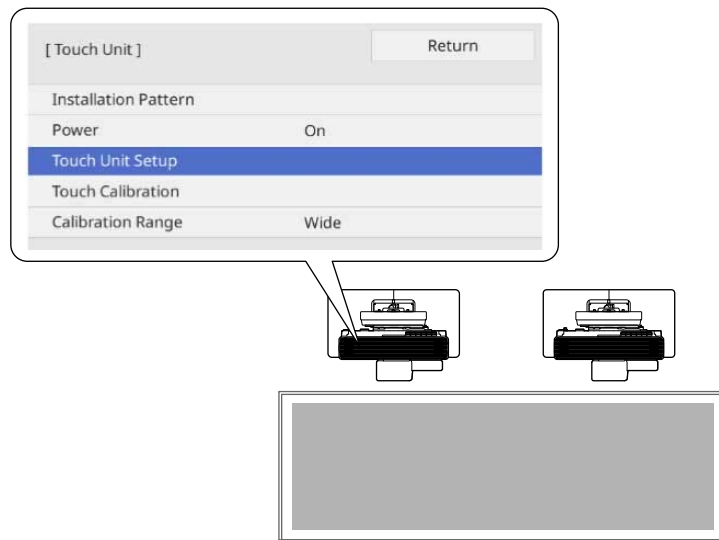 [ Touch Unit ] Return
Installation Pattern
Power On
Touch Unit Setup
Touch Calibration
Calibration Range Wide